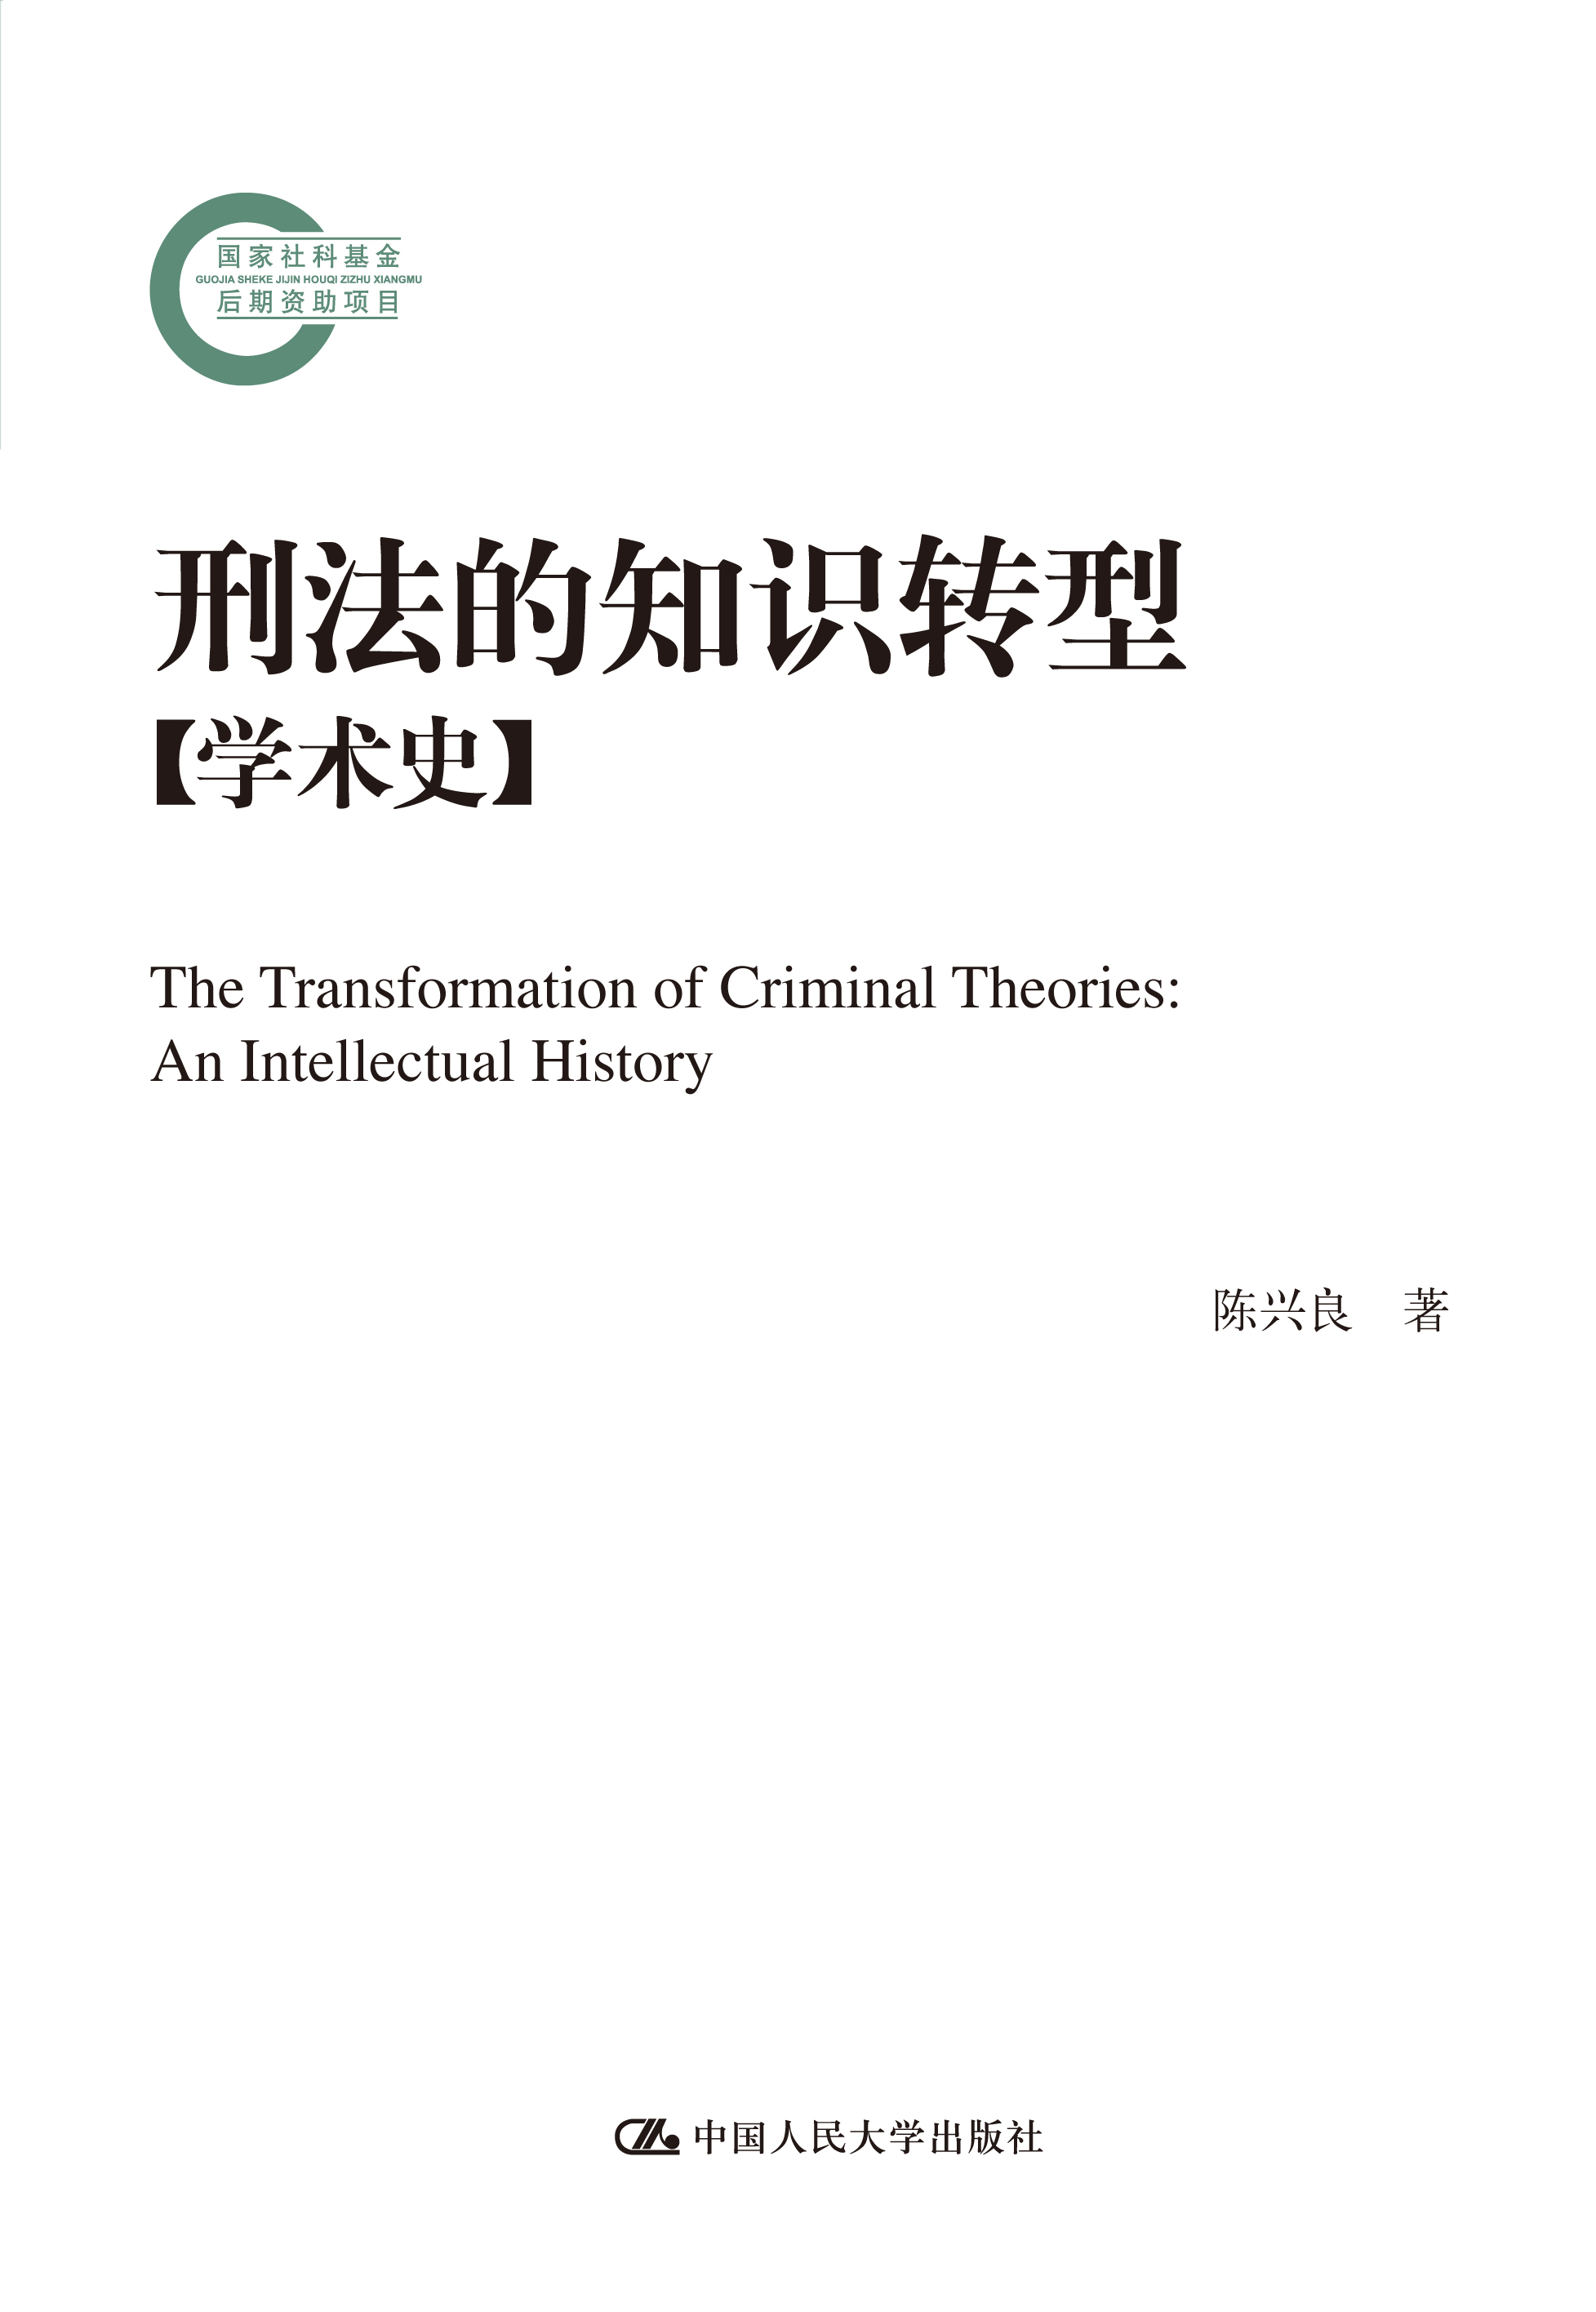 国家社科基金
GUOJIA SHEKE JIJIN HOUQI ZIZHU XIANGMU
后期资助项目
刑法的知识转型
【学术史】
The Transformation of Criminal Theories:
An Intellectual History
陈兴良 著
中国人民大学出版社